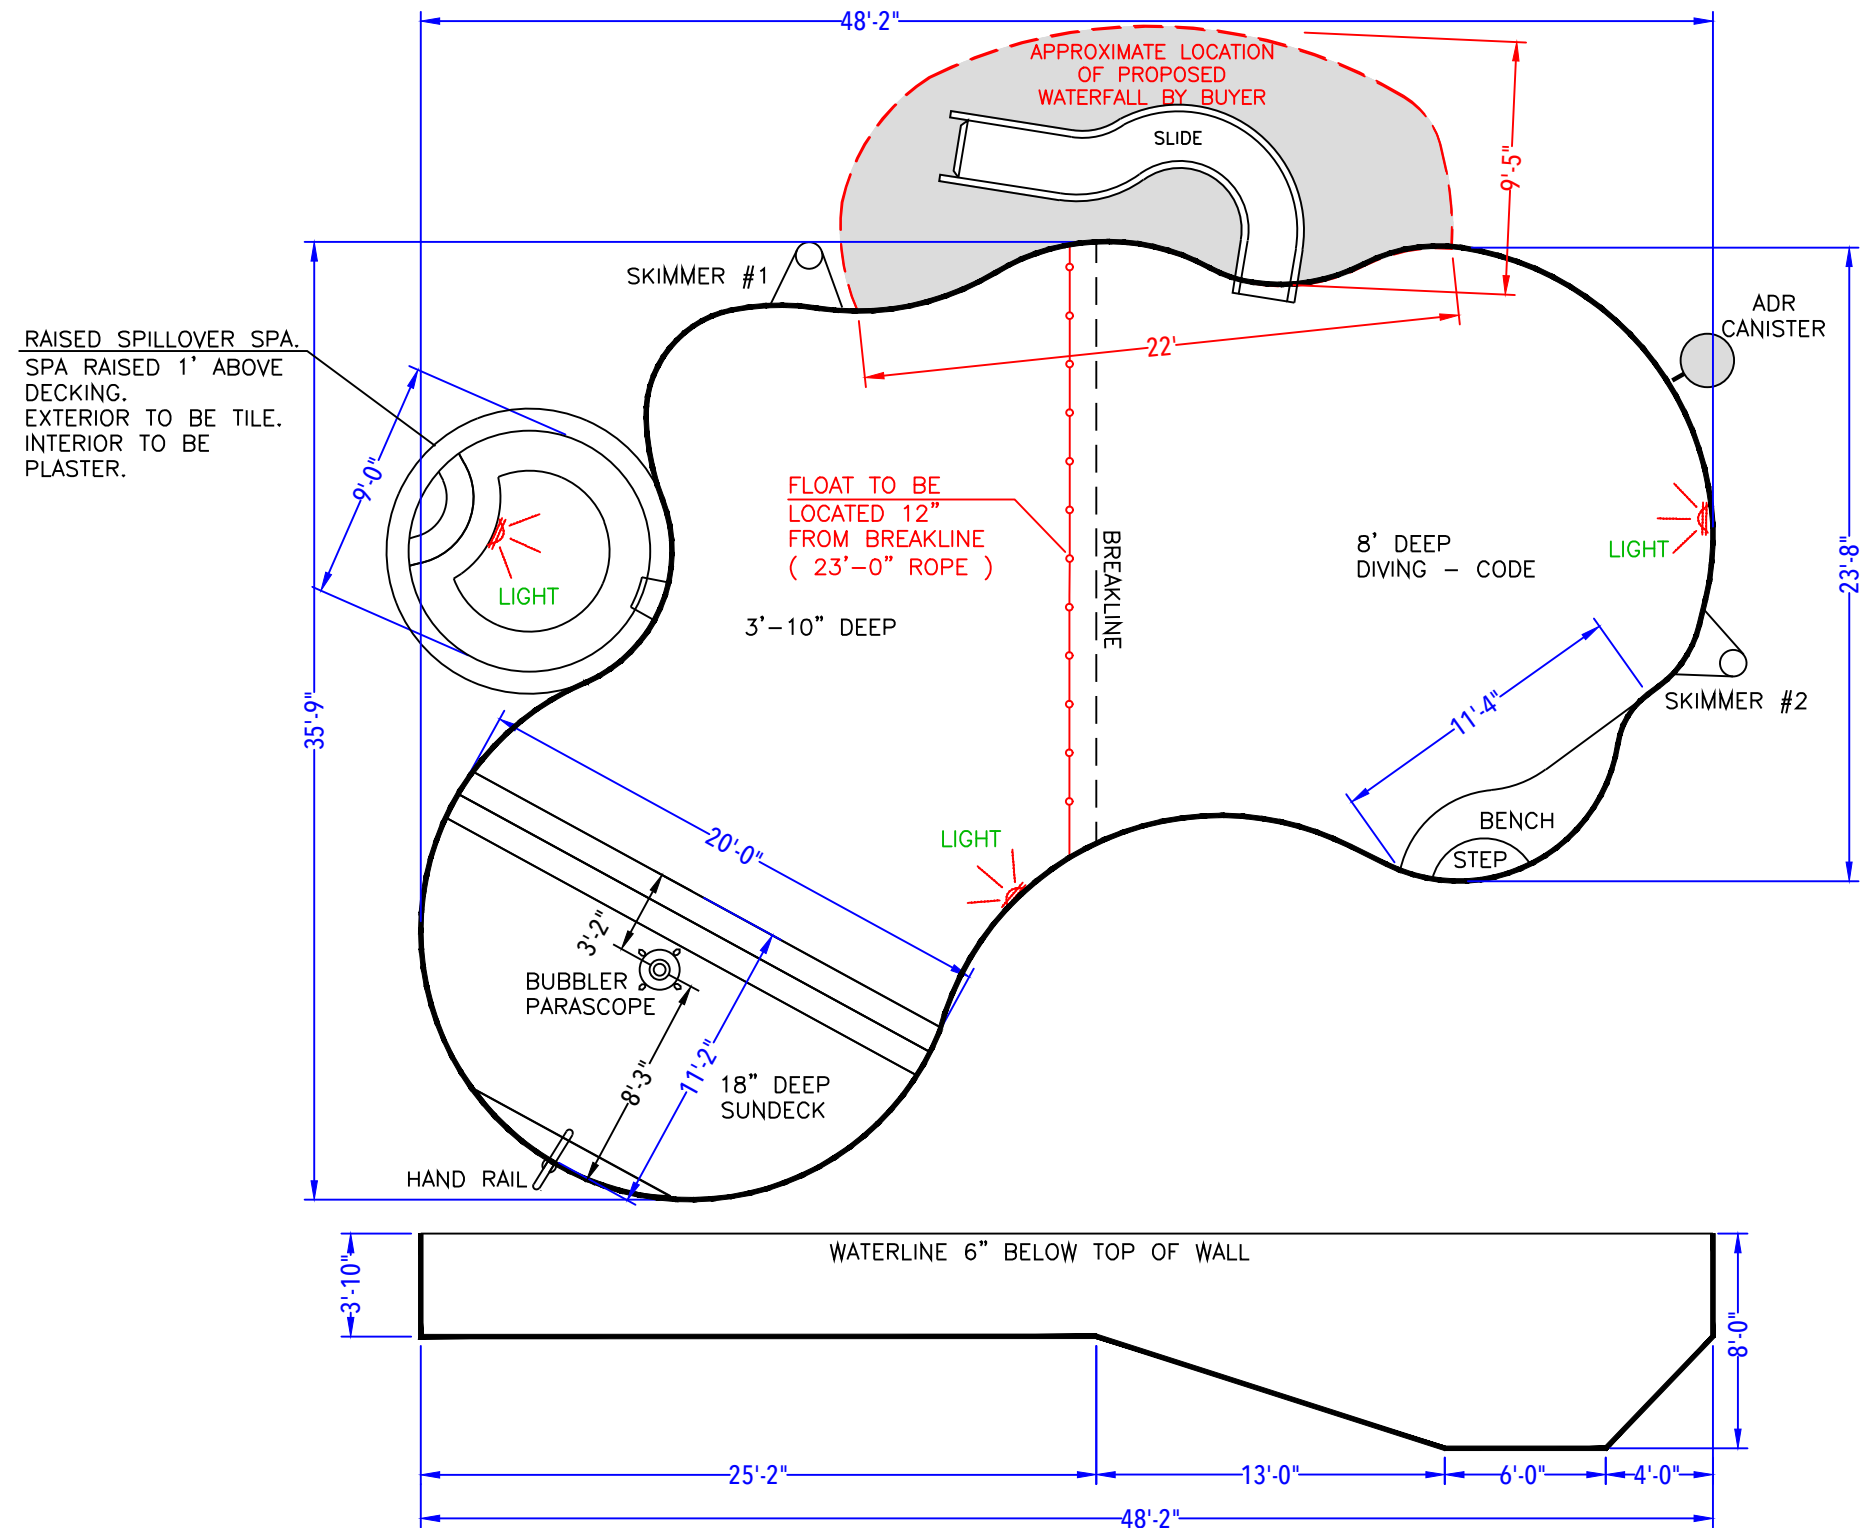 48'-2"
APPROXIMATE LOCATION
OF PROPOSED
WATERFALL BY BUYER
SLIDE
9'-5"
SKIMMER #1
22'
ADR
CANISTER
RAISED SPILLOVER SPA.
SPA RAISED 1' ABOVE
DECKING.
EXTERIOR TO BE TILE.
INTERIOR TO BE
PLASTER.
9'-0"
LIGHT
FLOAT TO BE
LOCATED 12"
FROM BREAKLINE
( 23'-0" ROPE )
3'-10" DEEP
BREAKLINE
8' DEEP
DIVING - CODE
LIGHT
23'-8"
35'-9"
11'-4"
SKIMMER #2
BENCH
STEP
LIGHT
20'-0"
3'-2"
BUBBLER
PARASCOPE
8'-3"
11'-2"
18" DEEP
SUNDECK
HAND RAIL
WATERLINE 6" BELOW TOP OF WALL
3'-10"
8'-0"
25'-2"
13'-0"
6'-0"
4'-0"
48'-2"